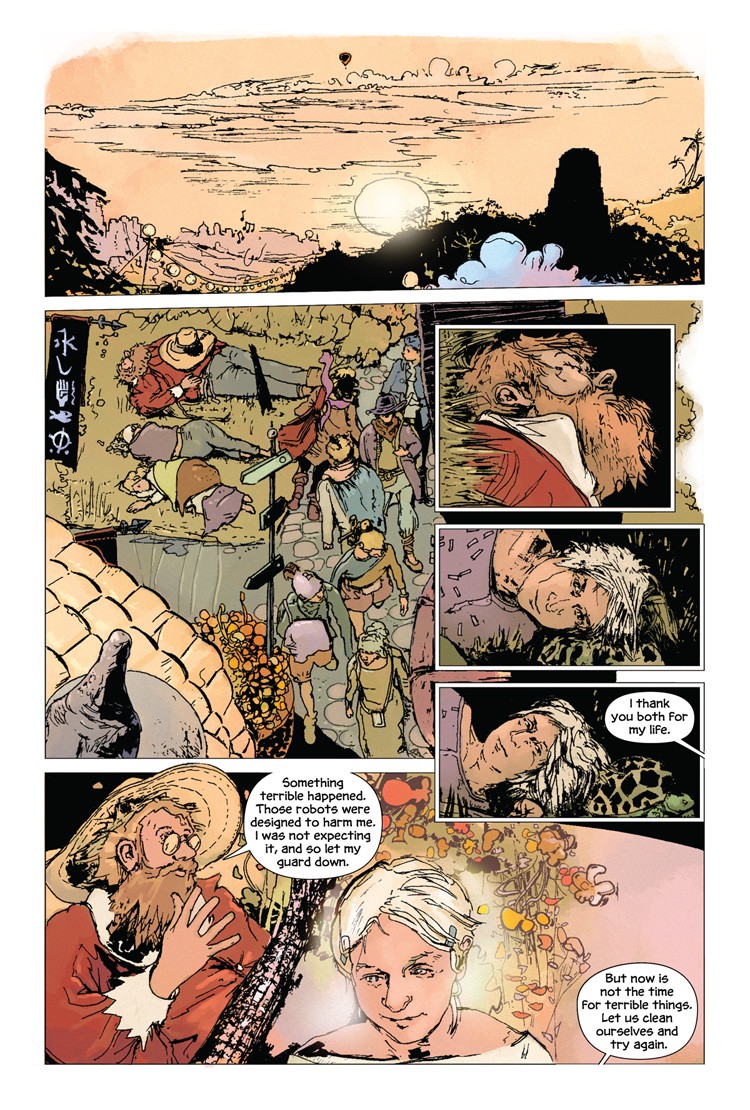 I thank
you both for
my life.
Something
terrible happened.
Those robots were
designed to harm me.
I was not expecting
it, and so let my
guard down.
But now is
not the time
for terrible things.
Let us clean
ourselves and
try again.